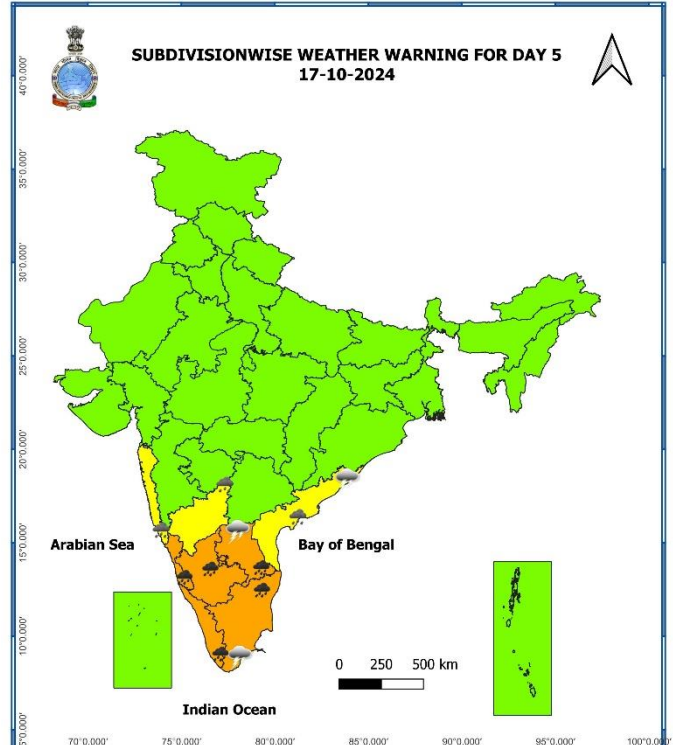 SUBDIVISIONWISE WEATHER WARNING FOR DAY 5
17-10-2024
40°0.000'
35°0.000'
30°0.000'
25°0.000'
20°0.000'
15°0.000'
10°0.000'
5°0.000'
Arabian Sea
Bay of Bengal
0 250 500 km
Indian Ocean
70°0.000' 75°0.000' 80°0.000' 85°0.000' 90°0.000' 95°0.000' 100°0.000'